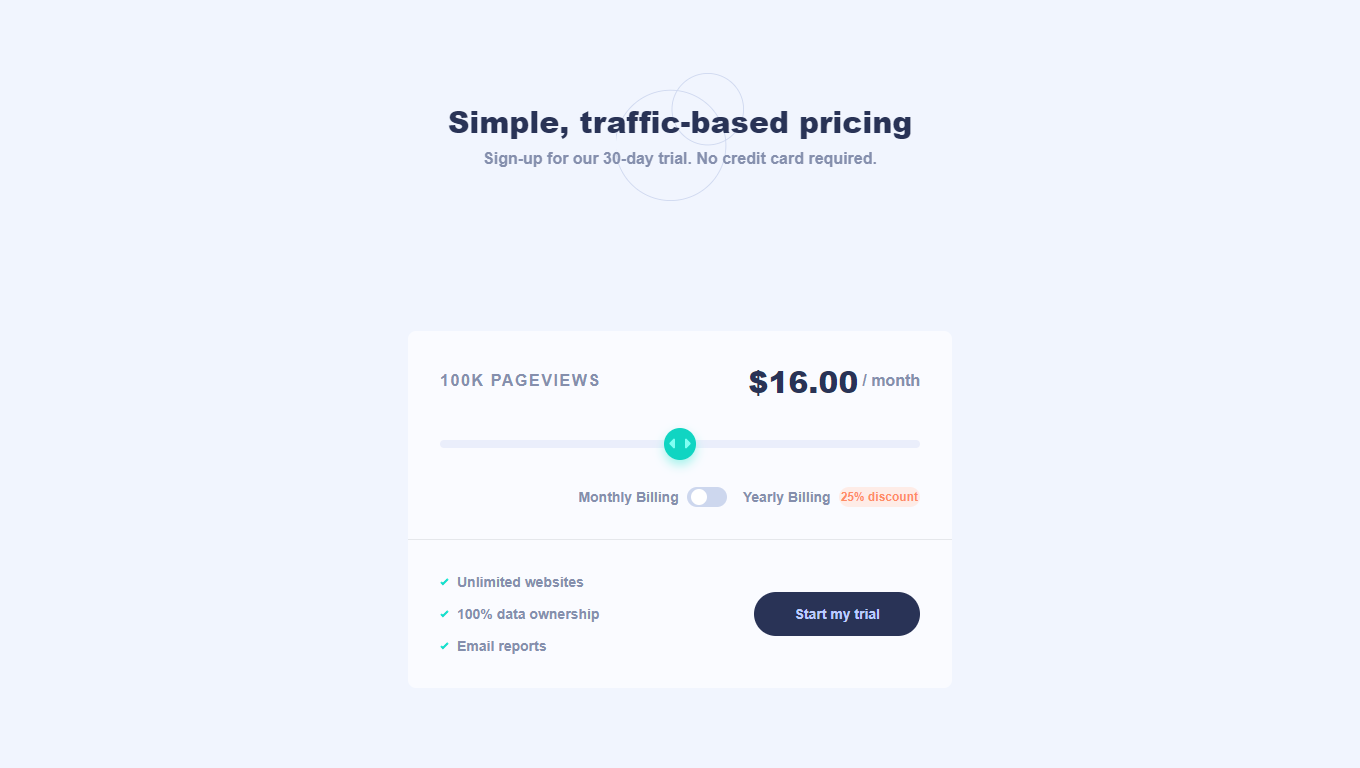 Simple, traffic-based pricing
Sign-up for our 30-day trial. No credit card required.
100K PAGEVIEWS
$16.00 / month
Monthly Billing
Yearly Billing
25% discount
Unlimited websites
100% data ownership
Email reports
Start my trial